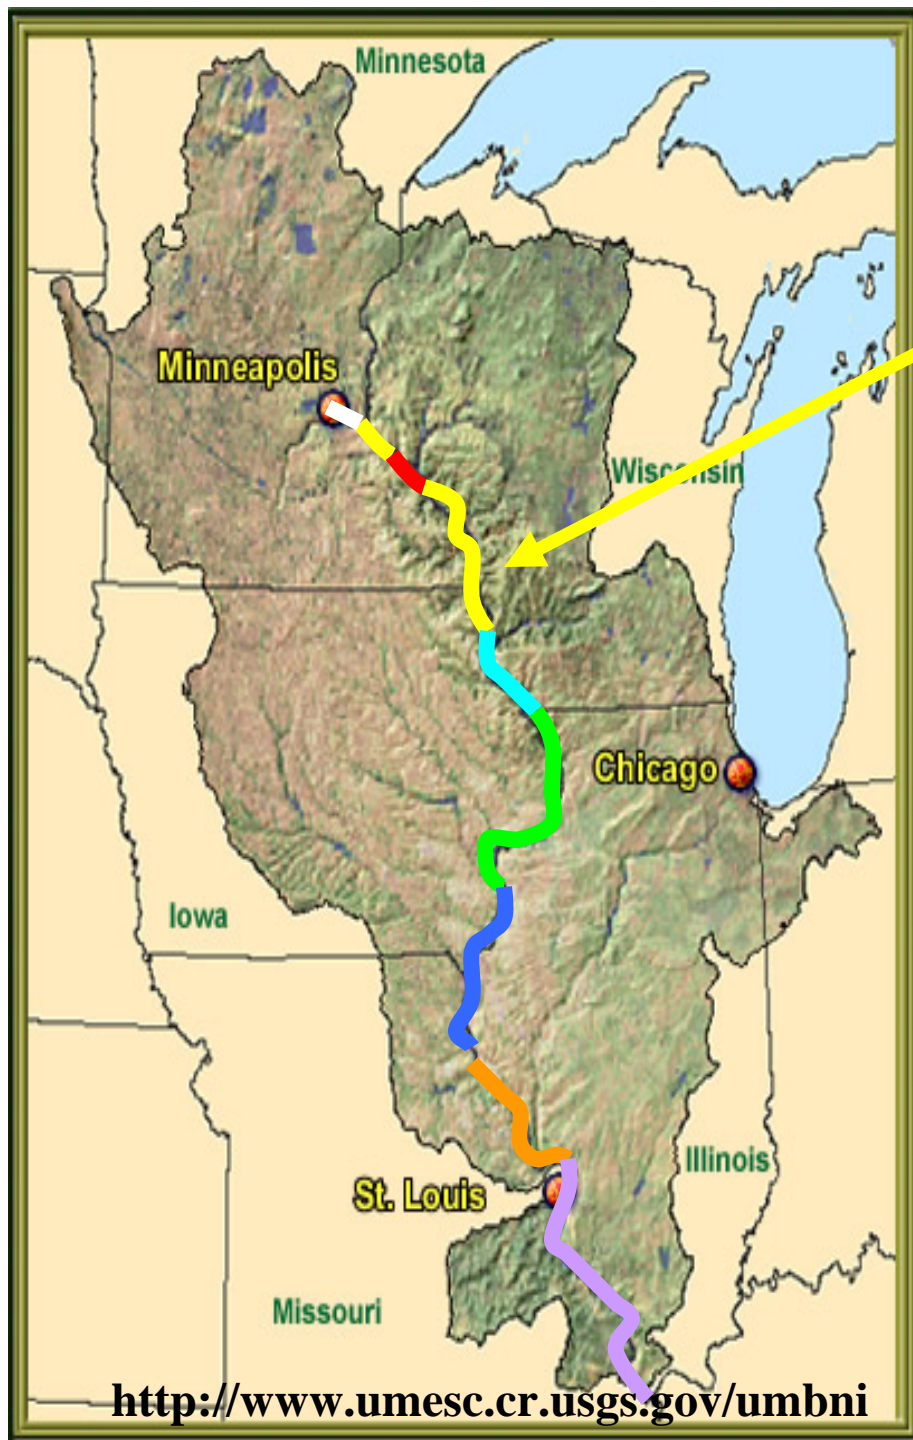 Minnesota
Minneapolis
Wisconsin
Chicago
Iowa
Illinois
St. Louis
Missouri
http://www.umesc.cr.usgs.gov/umbni